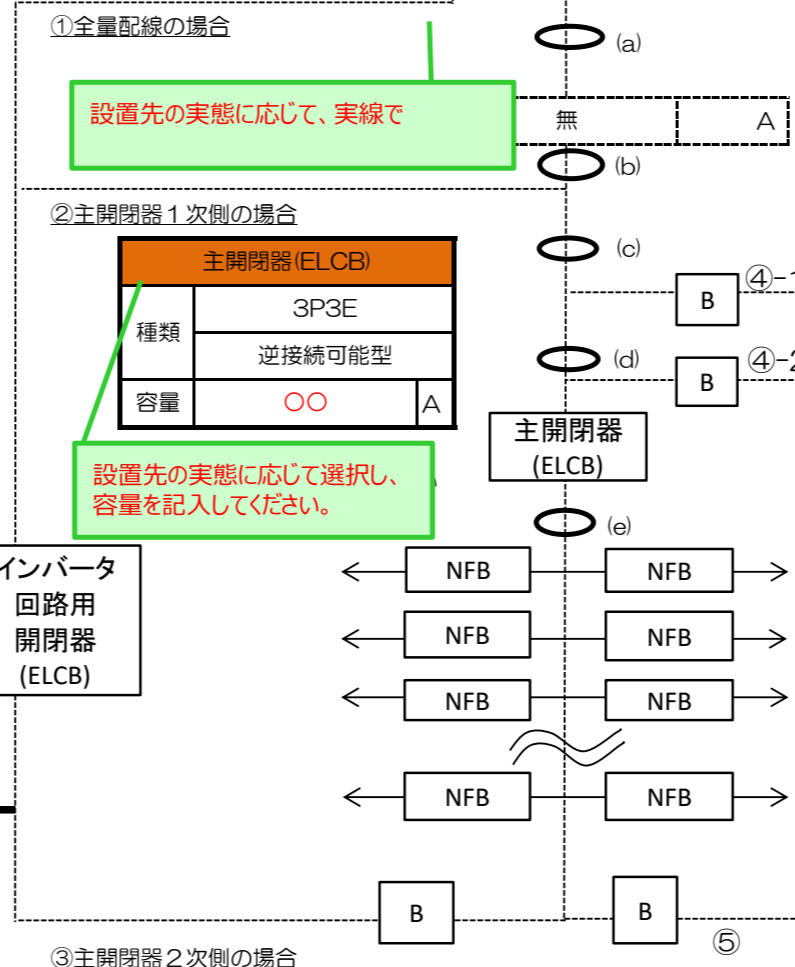 ①全量配線の場合
(a)
設置先の実態に応じて、実線で
無
A
(b)
②主開閉器１次側の場合
(c)
主開閉器(ELCB)
種類
3P3E
逆接続可能型
容量
○○
A
B
④-1
(d)
B
④-2
主開閉器
(ELCB)
設置先の実態に応じて選択し、
容量を記入してください。
(e)
インバータ
回路用
開閉器
(ELCB)
NFB
NFB
NFB
NFB
NFB
NFB
NFB
NFB
B
B
⑤
③主開閉器２次側の場合